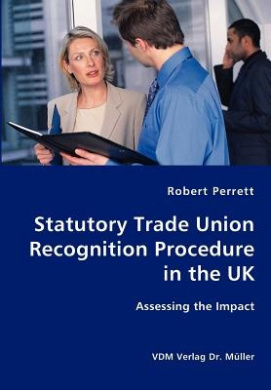 Robert Perrett
Statutory Trade Union
Recognition Procedure
in the UK
Assessing the Impact
VDM Verlag Dr. Müller